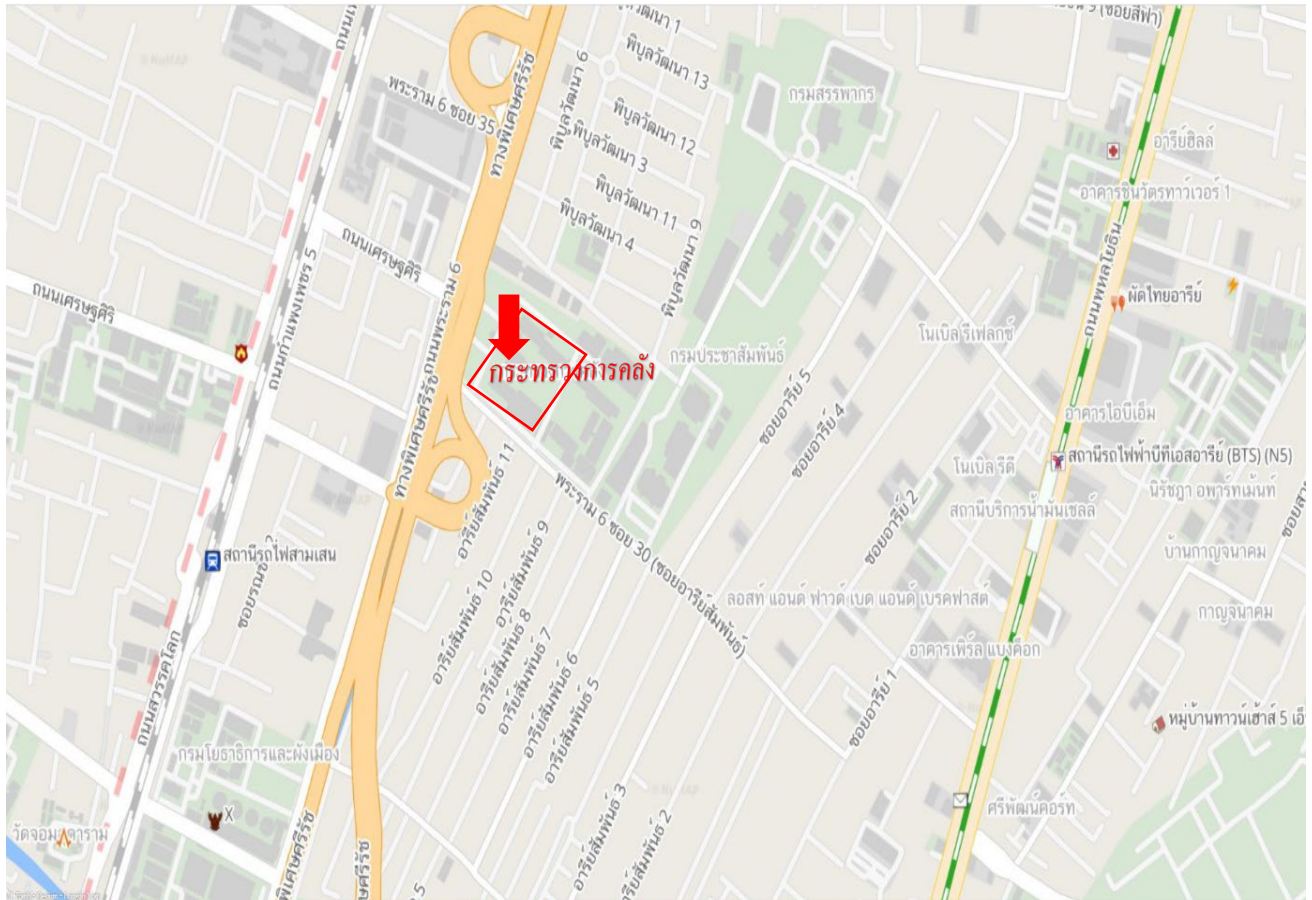 พิบูลวัฒนา 1
พิบูลวัฒนา 13
พิบูลวัฒนา 6
(ซอยสีฟ้า)
กรมสรรพากร
พระราม 6 ซอย 35
ทางพิเศษศรีรัช
พิบูลวัฒนา 12
พิบูลวัฒนา 3
อารีย์ฮิลล์
พิบูลวัฒนา 11
อาคารชินวัตรทาว์เวอร์ 1
พิบูลวัฒนา 4
พิบูลวัฒนา 9
ถนนเศรษฐศิริ
ถนนเศรษฐศิริ
ถนนกำแพงเพชร 5
ถนนพระราม 6
ถนนพหลโยธิน
ผัดไทยอารีย์
โนเบิล รีเฟลกซ์
กรมประชาสัมพันธ์
กระทรวงการคลัง
ซอยอารีย์ 5
ซอยอารีย์ 4
อาคารไอบีเอ็ม
ทางพิเศษศรีรัช
สถานีรถไฟฟ้าบีทีเอสอารีย์ (BTS) (N5)
โนเบิล รีดี
นิรัชฎา อพาร์ทเม้นท์
อารีย์สัมพันธ์ 11
พระราม 6 ซอย 30 (ซอยอารีย์สัมพันธ์)
ซอยอารีย์ 2
สถานีบริการน้ำมันเชลล์
สถานีรถไฟสามเสน
อารีย์สัมพันธ์ 9
บ้านกาญจนาคม
อารีย์สัมพันธ์ 10
ลอสท์ แอนด์ ฟาวด์ เบด แอนด์ เบรคฟาสต์
กาญจนาคม
อารีย์สัมพันธ์ 8
อารีย์สัมพันธ์ 7
อาคารเพิร์ล แบงค็อก
อารีย์สัมพันธ์ 6
อารีย์สัมพันธ์ 5
ซอยอารีย์ 1
ถนนสวรรคโลก
หมู่บ้านทาวน์เฮ้าส์ 5
กรมโยธาธิการและผังเมือง
ศรีพัฒน์คอร์ท
X
อารีย์สัมพันธ์ 3
อารีย์สัมพันธ์ 2